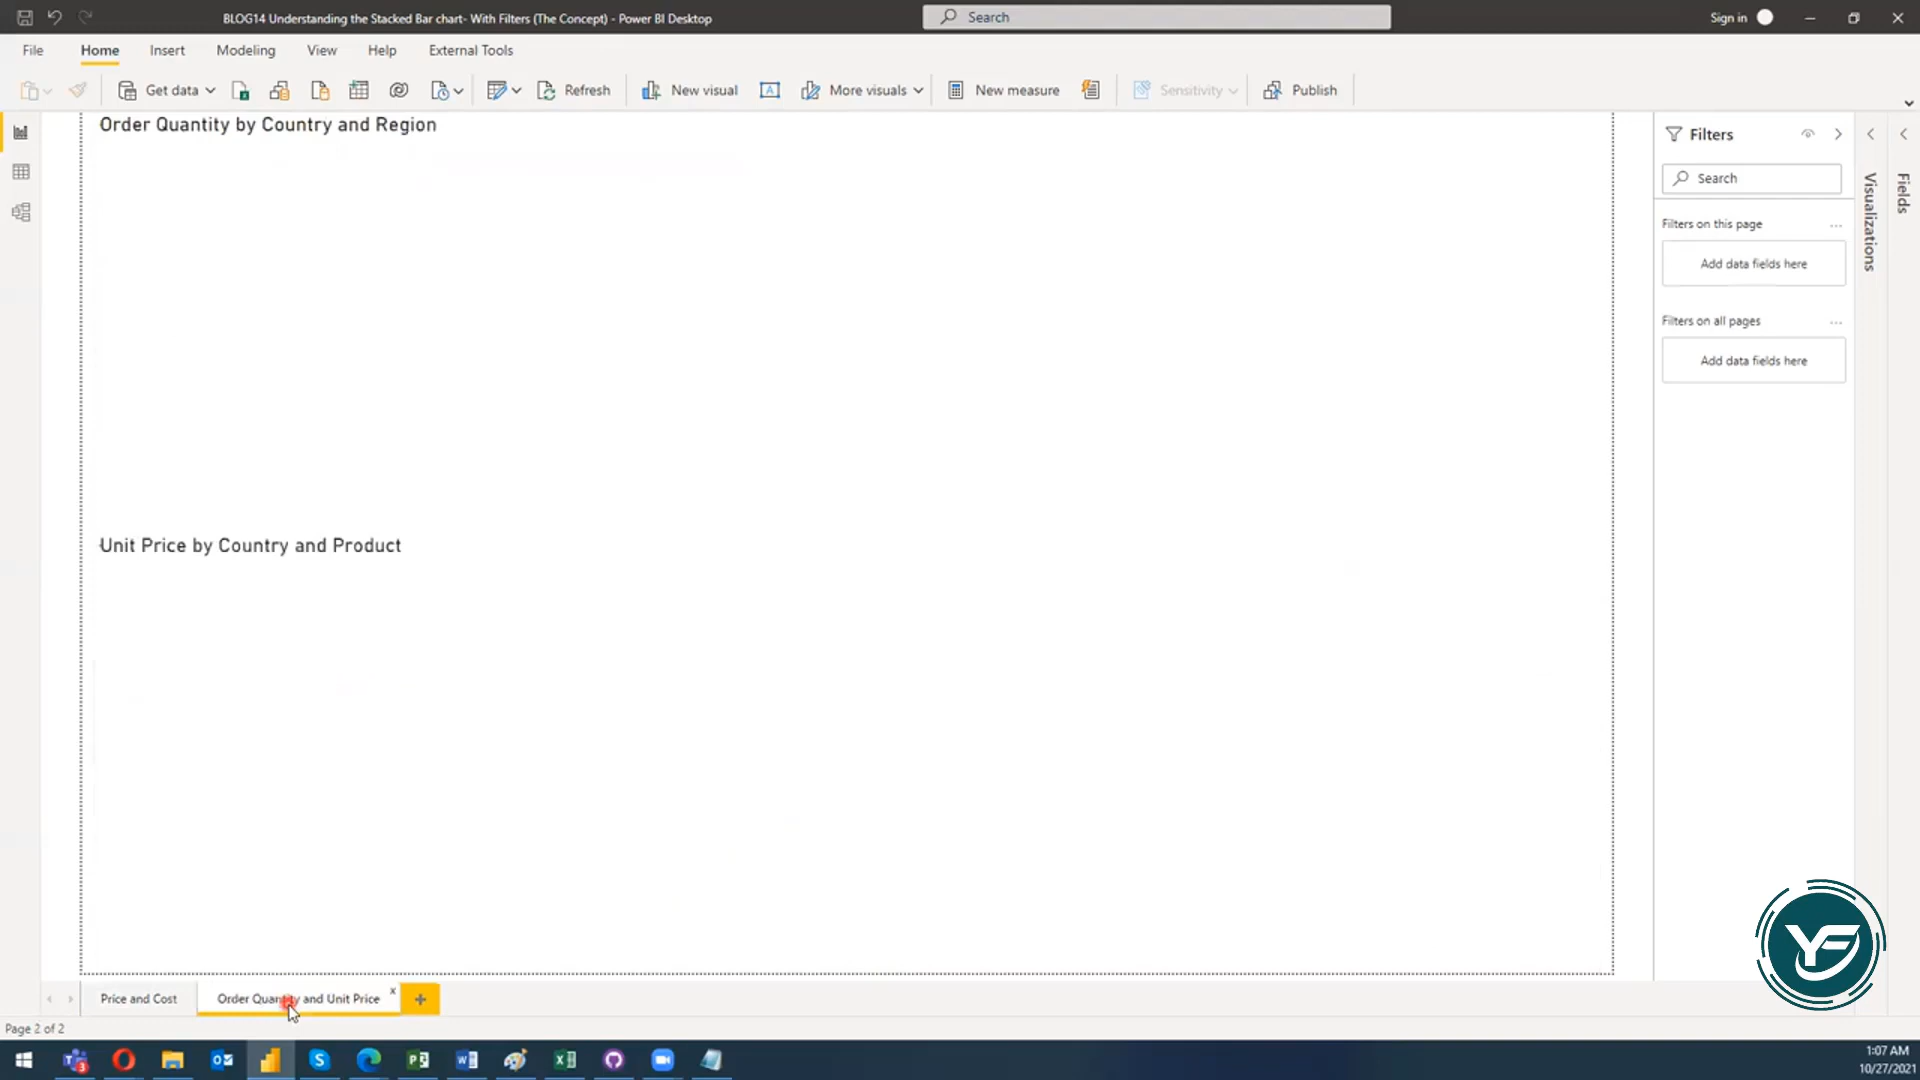 BLOG14 Understanding the Stacked Bar chart- With Filters (The Concept) - Power BI Desktop
Search
Sign in
File Home Insert Modeling View Help External Tools
Get data Refresh New visual More visuals New measure Sensitivity Publish
Order Quantity by Country and Region
Unit Price by Country and Product
Filters
Search
Filters on this page
Add data fields here
Filters on all pages
Add data fields here
Visualizations
Fields
YF
Price and Cost
Order Quantity and Unit Price
Page 2 of 2
1:07 AM
10/27/2021